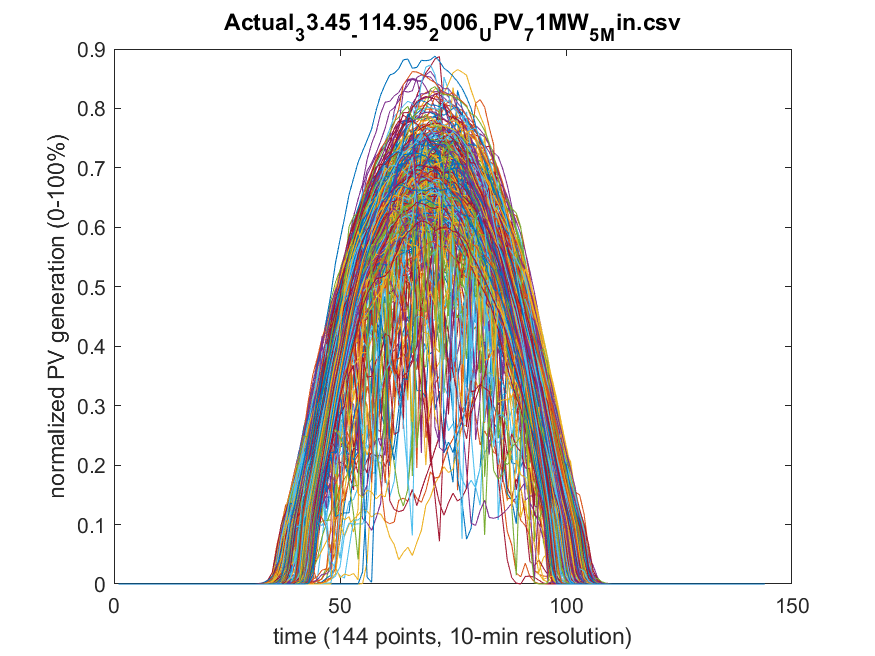 Actual_33.45_-114.95_2006_UPV_71MW_5_Min.csv
0.9
0.8
0.7
0.6
0.5
0.4
0.3
0.2
0.1
0
normalized PV generation (0-100%)
0 50 100 150
time (144 points, 10-min resolution)